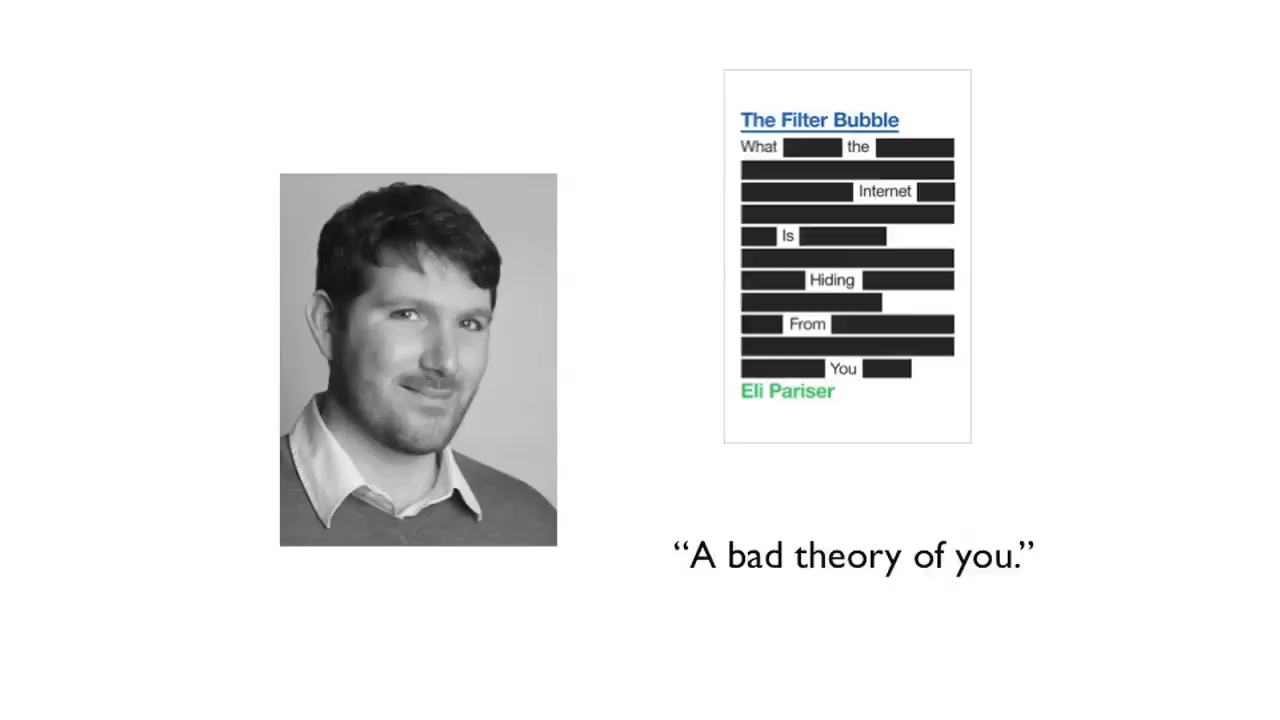 The Filter Bubble
What the
Internet
Is
Hiding
From
You
Eli Pariser
“A bad theory of you.”